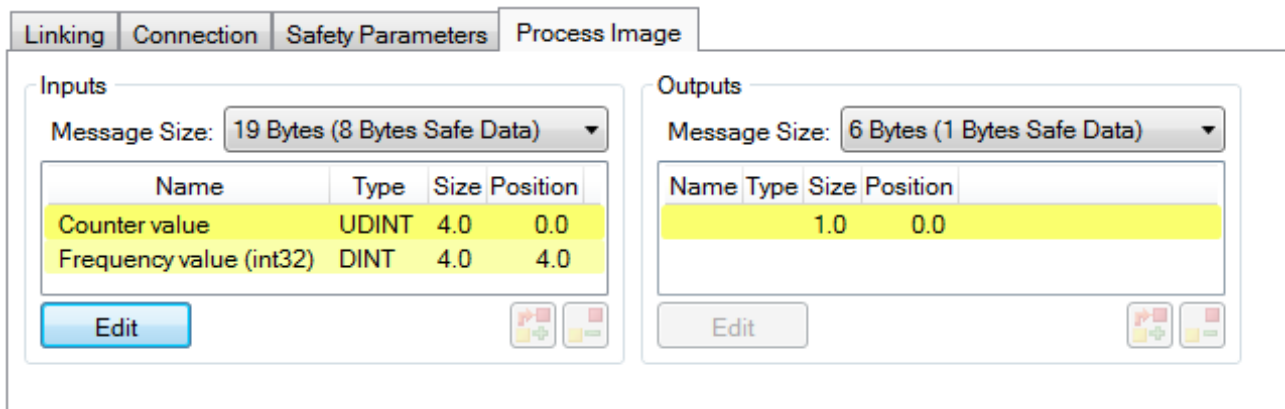 Linking Connection Safety Parameters Process Image
Inputs
Message Size: 19 Bytes (8 Bytes Safe Data)
Name Type Size Position
Counter value UDINT 4.0 0.0
Frequency value (int32) DINT 4.0 4.0
Edit
Outputs
Message Size: 6 Bytes (1 Bytes Safe Data)
Name Type Size Position
1.0 0.0
Edit